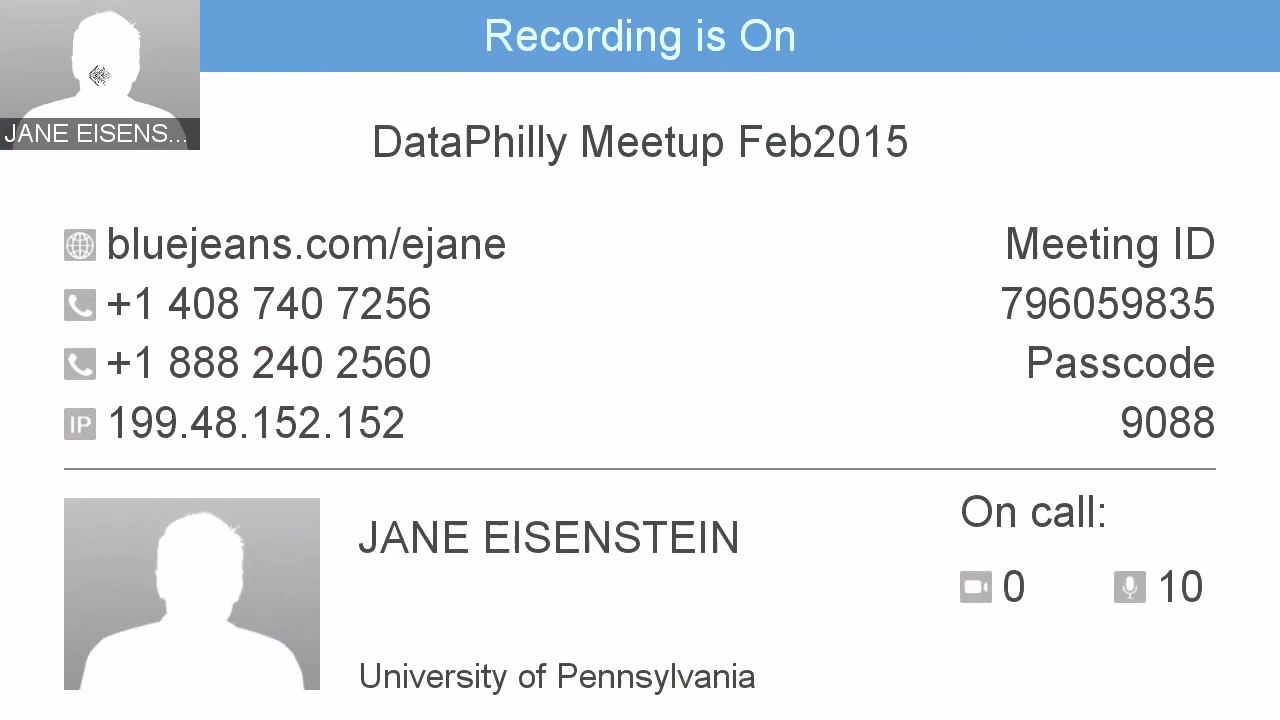 Recording is On
JANE EISENS...
DataPhilly Meetup Feb2015
bluejeans.com/ejane
Meeting ID
+1 408 740 7256
796059835
+1 888 240 2560
Passcode
IP 199.48.152.152
9088
JANE EISENSTEIN
On call:
0
10
University of Pennsylvania